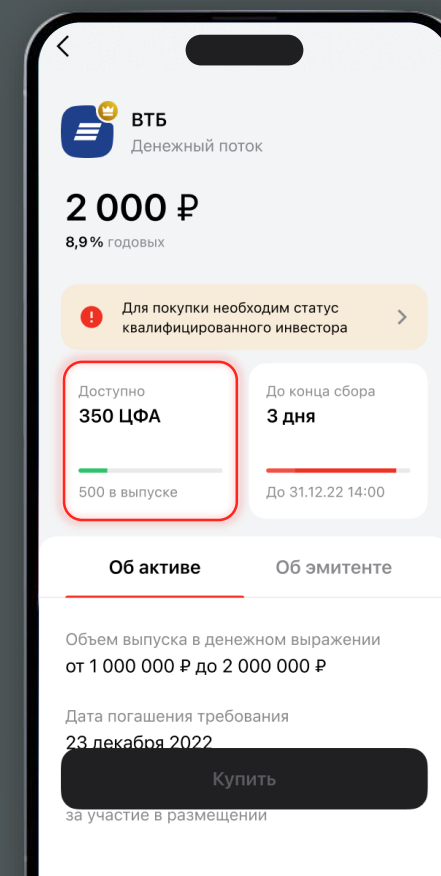 ВТБ
Денежный поток
2 000 ₽
8,9 % годовых
Для покупки необходим статус
квалифицированного инвестора
Доступно
350 ЦФА
500 в выпуске
До конца сбора
3 дня
До 31.12.22 14:00
Об активе
Об эмитенте
Объем выпуска в денежном выражении
от 1 000 000 ₽ до 2 000 000 ₽
Дата погашения требования
23 декабря 2022
Купить
за участие в размещении